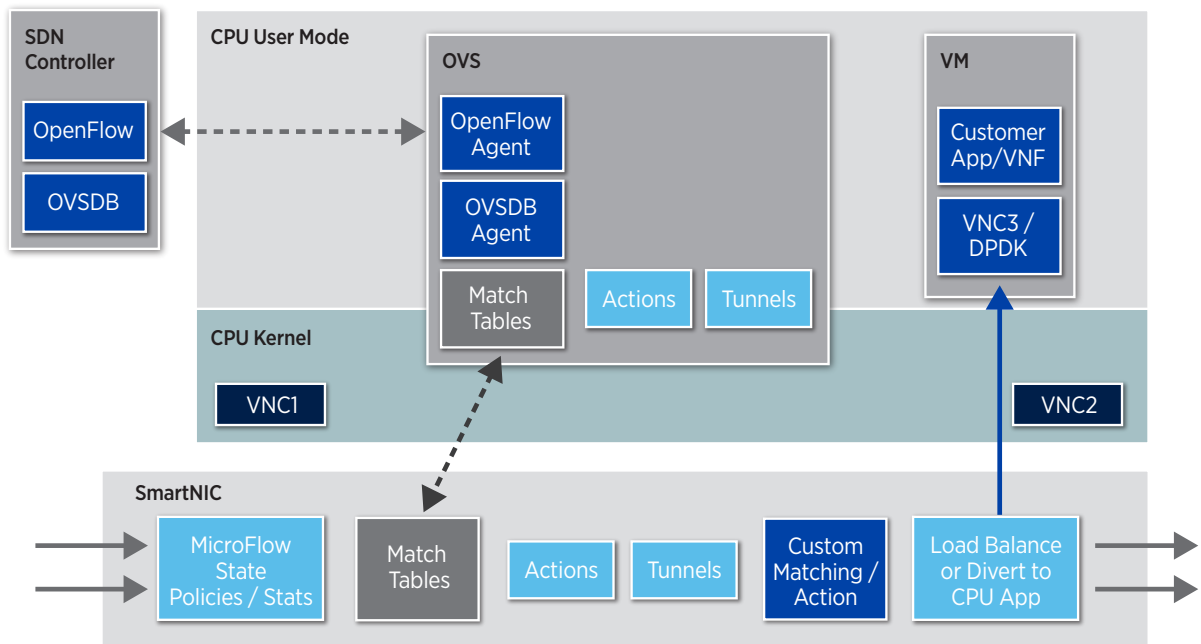 SDN
Controller
OpenFlow
OVSDB
CPU User Mode
OVS
OpenFlow
Agent
OVSDB
Agent
Match
Tables
Actions
Tunnels
VM
Customer
App/VNF
VNC3 /
DPDK
CPU Kernel
VNC1
VNC2
SmartNIC
MicroFlow
State
Policies / Stats
Match
Tables
Actions
Tunnels
Custom
Matching /
Action
Load Balance
or Divert to
CPU App